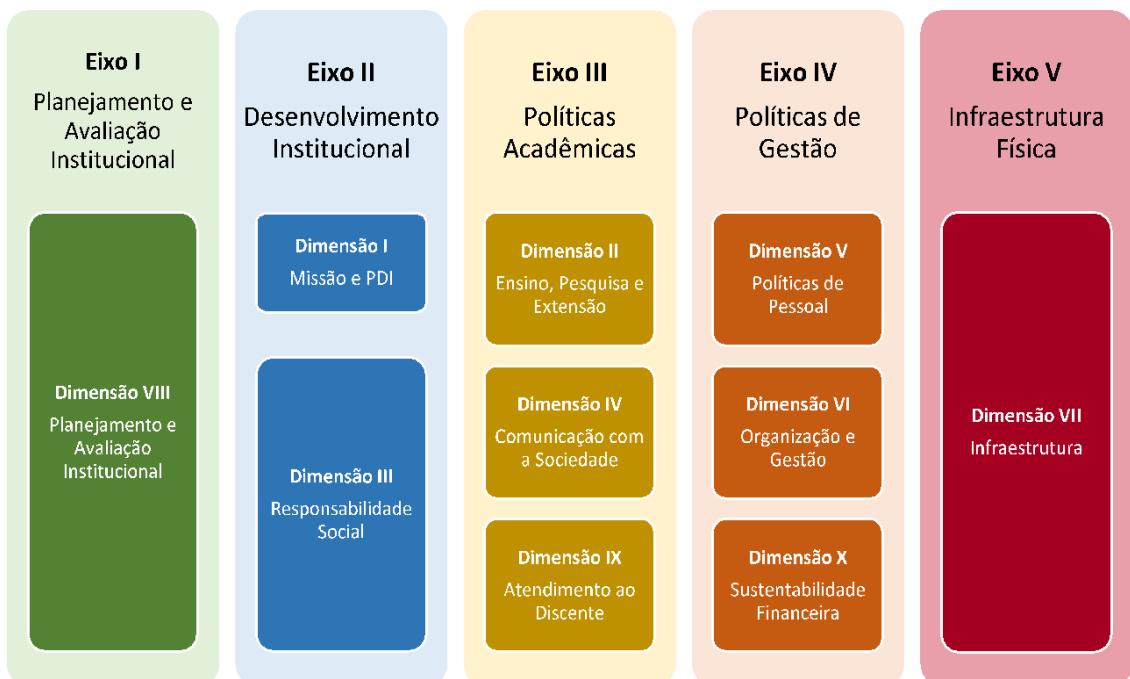 Eixo I
Planejamento e
Avaliação
Institucional
Dimensão VIII
Planejamento e
Avaliação
Institucional
Eixo II
Desenvolvimento
Institucional
Dimensão I
Missão e PDI
Dimensão III
Responsabilidade
Social
Eixo III
Políticas
Acadêmicas
Dimensão II
Ensino, Pesquisa e
Extensão
Dimensão IV
Comunicação com
a Sociedade
Dimensão IX
Atendimento ao
Discente
Eixo IV
Políticas de
Gestão
Dimensão V
Políticas de
Pessoal
Dimensão VI
Organização e
Gestão
Dimensão X
Sustentabilidade
Financeira
Eixo V
Infraestrutura
Física
Dimensão VII
Infraestrutura